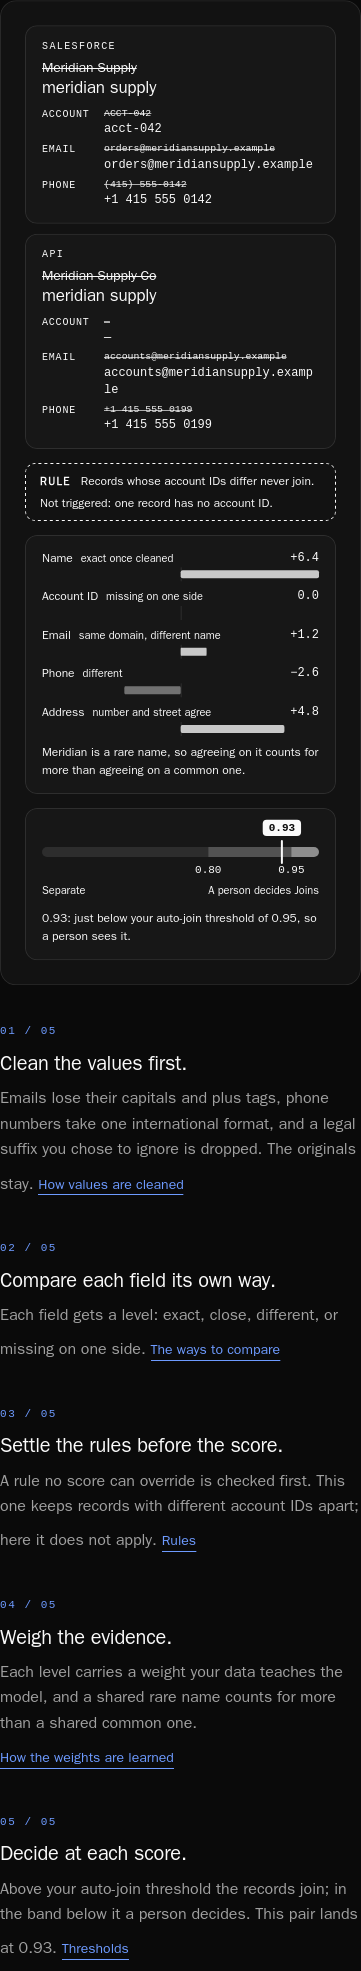 SALESFORCE
Meridian Supply
meridian supply
ACCOUNT ACCT-042
acct-042
EMAIL orders@meridiansupply.example
orders@meridiansupply.example
PHONE (415) 555-0142
+1 415 555 0142
API
Meridian Supply Co
meridian supply
ACCOUNT —
—
EMAIL accounts@meridiansupply.example
accounts@meridiansupply.examp
le
PHONE +1 415 555 0199
+1 415 555 0199
RULE Records whose account IDs differ never join.
Not triggered: one record has no account ID.
Name exact once cleaned +6.4
Account ID missing on one side 0.0
Email same domain, different name +1.2
Phone different −2.6
Address number and street agree +4.8
Meridian is a rare name, so agreeing on it counts for
more than agreeing on a common one.
0.93
0.80 0.95
Separate A person decides Joins
0.93: just below your auto-join threshold of 0.95, so
a person sees it.
01 / 05
Clean the values first.
Emails lose their capitals and plus tags, phone
numbers take one international format, and a legal
suffix you chose to ignore is dropped. The originals
stay. How values are cleaned
02 / 05
Compare each field its own way.
Each field gets a level: exact, close, different, or
missing on one side. The ways to compare
03 / 05
Settle the rules before the score.
A rule no score can override is checked first. This
one keeps records with different account IDs apart;
here it does not apply. Rules
04 / 05
Weigh the evidence.
Each level carries a weight your data teaches the
model, and a shared rare name counts for more
than a shared common one.
How the weights are learned
05 / 05
Decide at each score.
Above your auto-join threshold the records join; in
the band below it a person decides. This pair lands
at 0.93. Thresholds